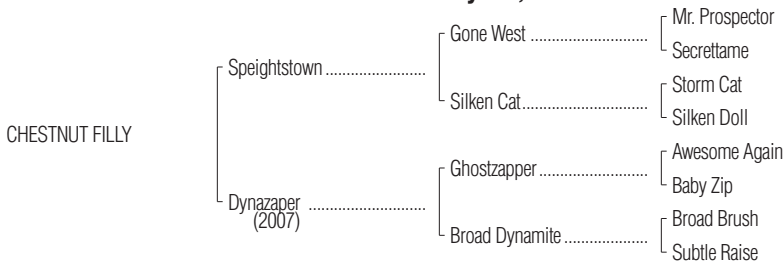 Mr. Prospector
Gone West ..............................
Secrettame
Speightstown .........................
Storm Cat
Silken Cat................................
Silken Doll
CHESTNUT FILLY
Awesome Again
Ghostzapper ............................
Baby Zip
Dynazaper .............................
(2007)
Broad Brush
Broad Dynamite .....................
Subtle Raise